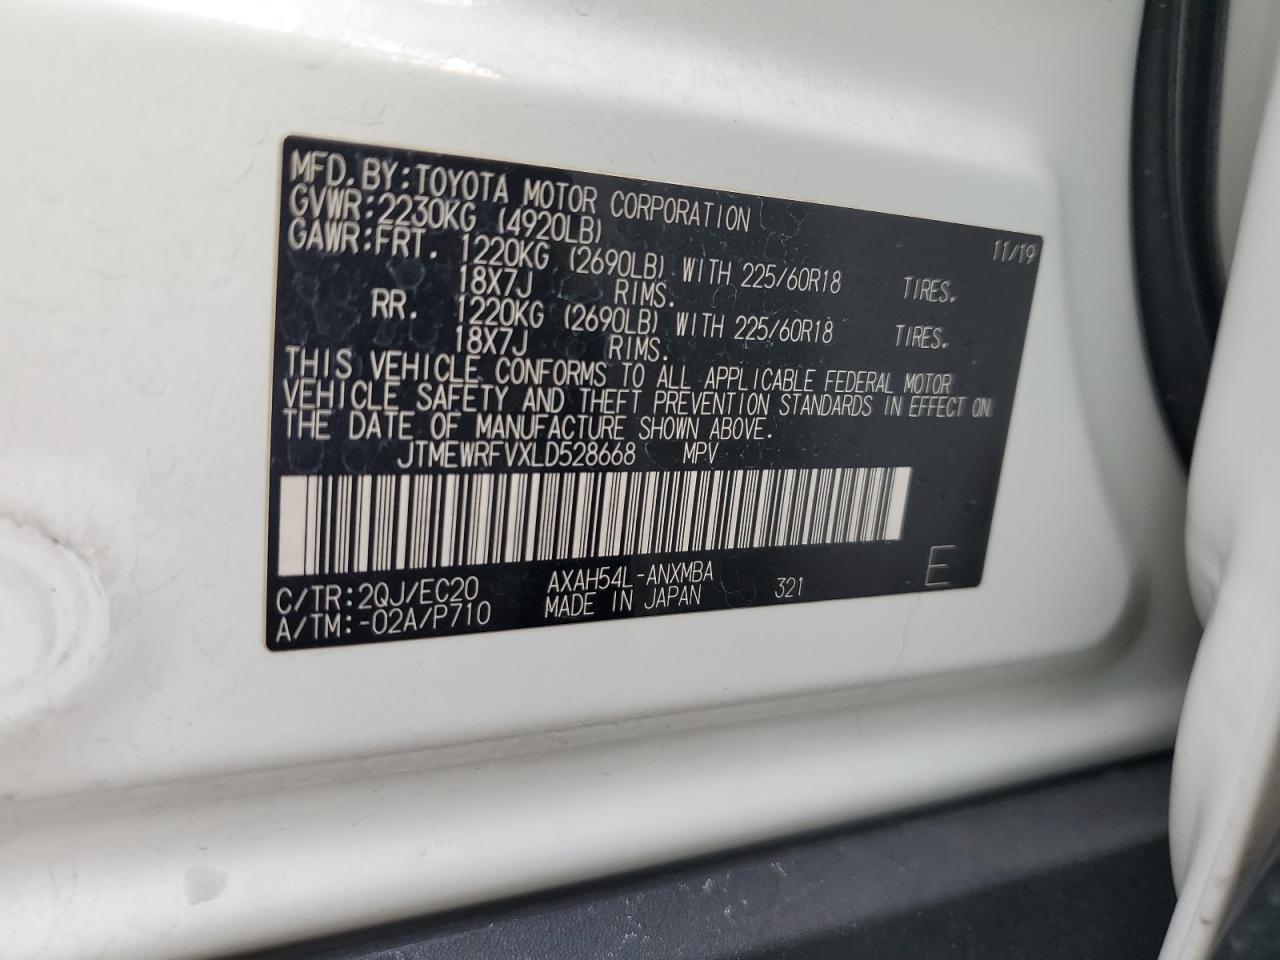 MFD. BY: TOYOTA MOTOR CORPORATION 11/19
GVWR: 2230KG (4920LB)
GAWR: FRT. 1220KG (2690LB) WITH 225/60R18 TIRES.
18X7J RIMS.
RR. 1220KG (2690LB) WITH 225/60R18 TIRES.
18X7J RIMS.
THIS VEHICLE CONFORMS TO ALL APPLICABLE FEDERAL MOTOR
VEHICLE SAFETY AND THEFT PREVENTION STANDARDS IN EFFECT ON
THE DATE OF MANUFACTURE SHOWN ABOVE.
JTMEWRFVXLD528668 MPV
C/TR: 2QJ/EC20 AXAH54L-ANXMBA 321 E
A/TM: -02A/P710 MADE IN JAPAN